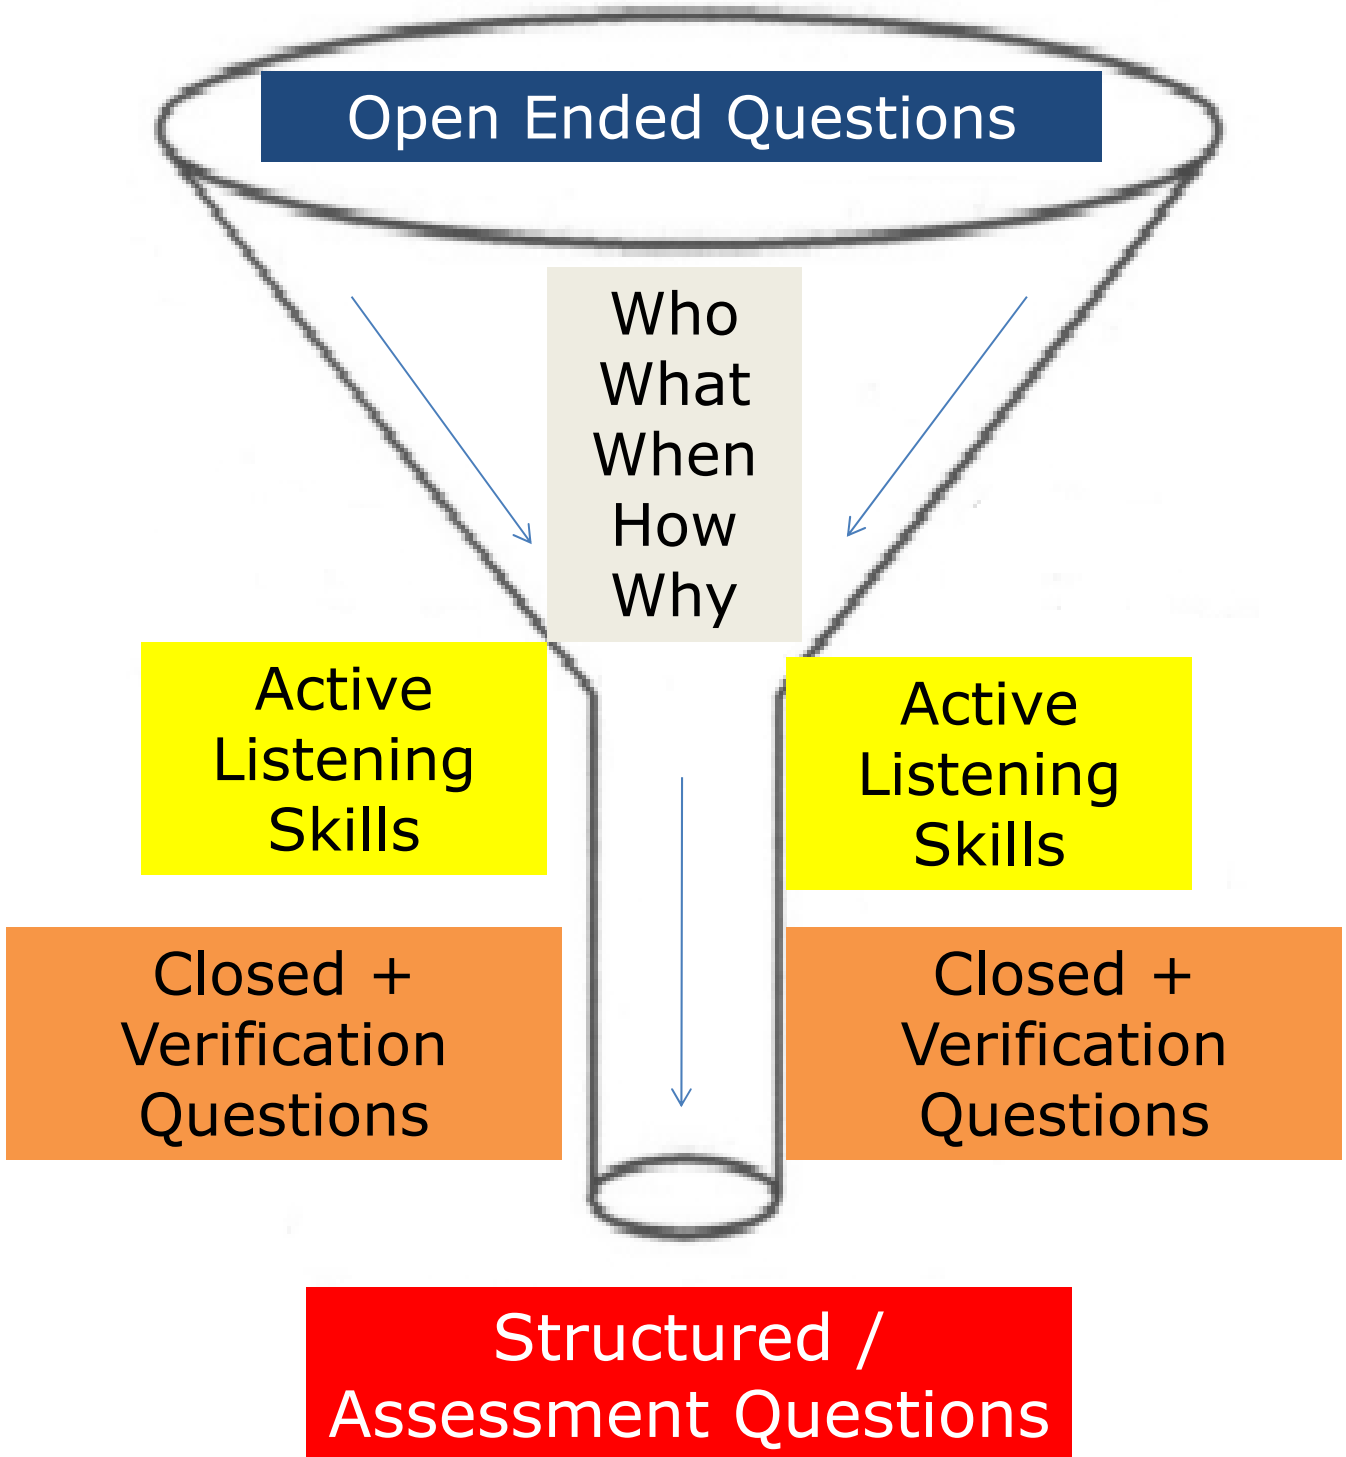 Open Ended Questions
Who
What
When
How
Why
Active
Listening
Skills
Active
Listening
Skills
Closed +
Verification
Questions
Closed +
Verification
Questions
Structured /
Assessment Questions